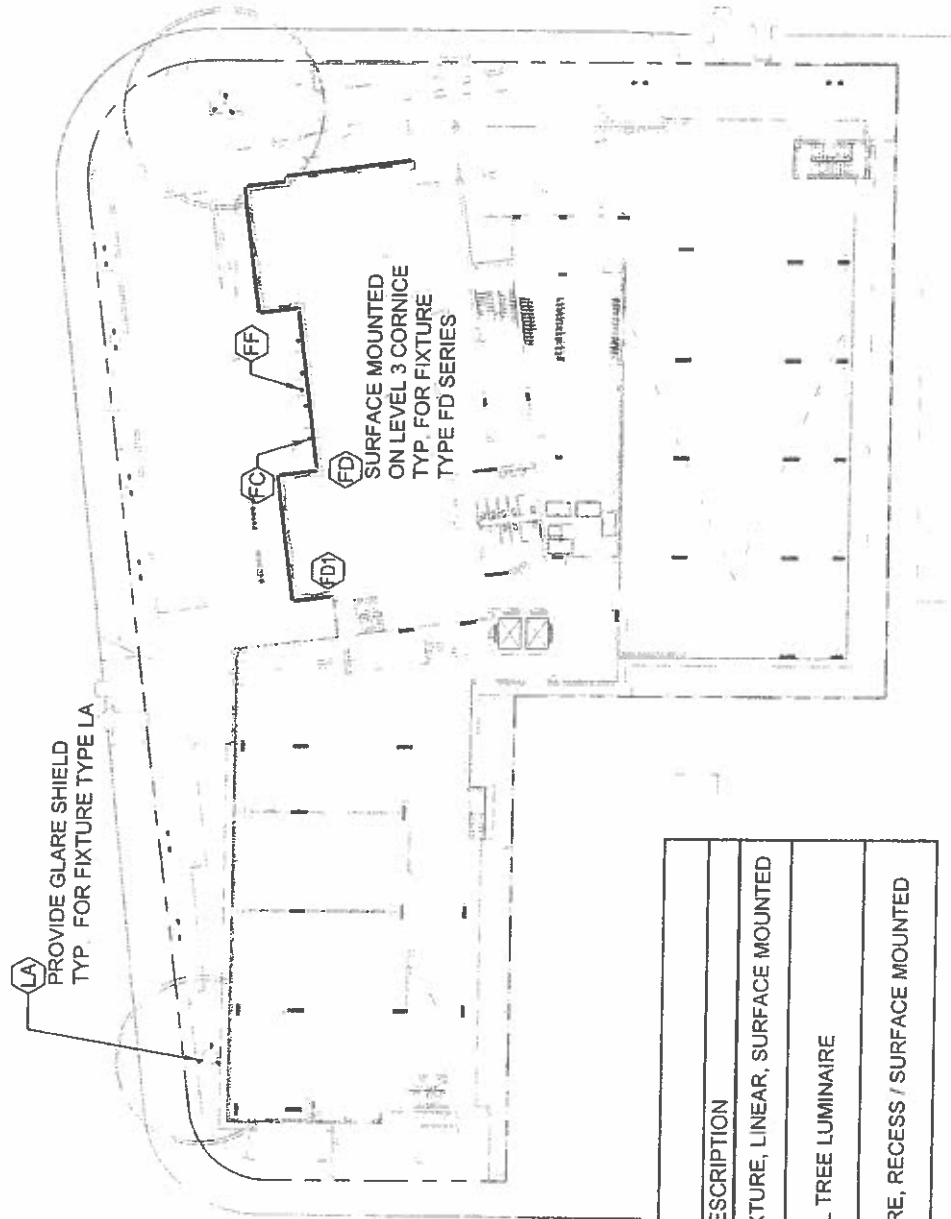 LA
PROVIDE GLARE SHIELD
TYP. FOR FIXTURE TYPE LA
FF
FC
FD
SURFACE MOUNTED
ON LEVEL 3 CORNICE
TYP. FOR FIXTURE
TYPE FD SERIES
FD1
ESCRIPTION
XTURE, LINEAR, SURFACE MOUNTED
L TREE LUMINAIRE
RE, RECESS / SURFACE MOUNTED